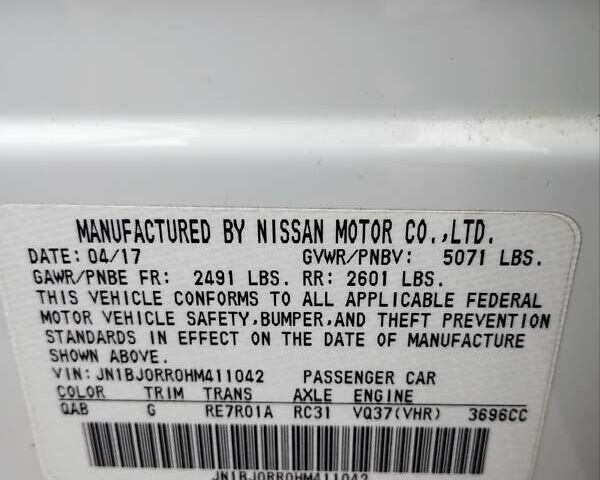 MANUFACTURED BY NISSAN MOTOR CO.,LTD.
DATE: 04/17 GVWR/PNBV: 5071 LBS.
GAWR/PNBE FR: 2491 LBS. RR: 2601 LBS.
THIS VEHICLE CONFORMS TO ALL APPLICABLE FEDERAL
MOTOR VEHICLE SAFETY,BUMPER,AND THEFT PREVENTION
STANDARDS IN EFFECT ON THE DATE OF MANUFACTURE
SHOWN ABOVE.
VIN: JN1BJ0RR0HM411042 PASSENGER CAR
COLOR TRIM TRANS AXLE ENGINE
QAB G RE7R01A RC31 VQ37(VHR) 3696CC
JN1BJ0RR0HM411042